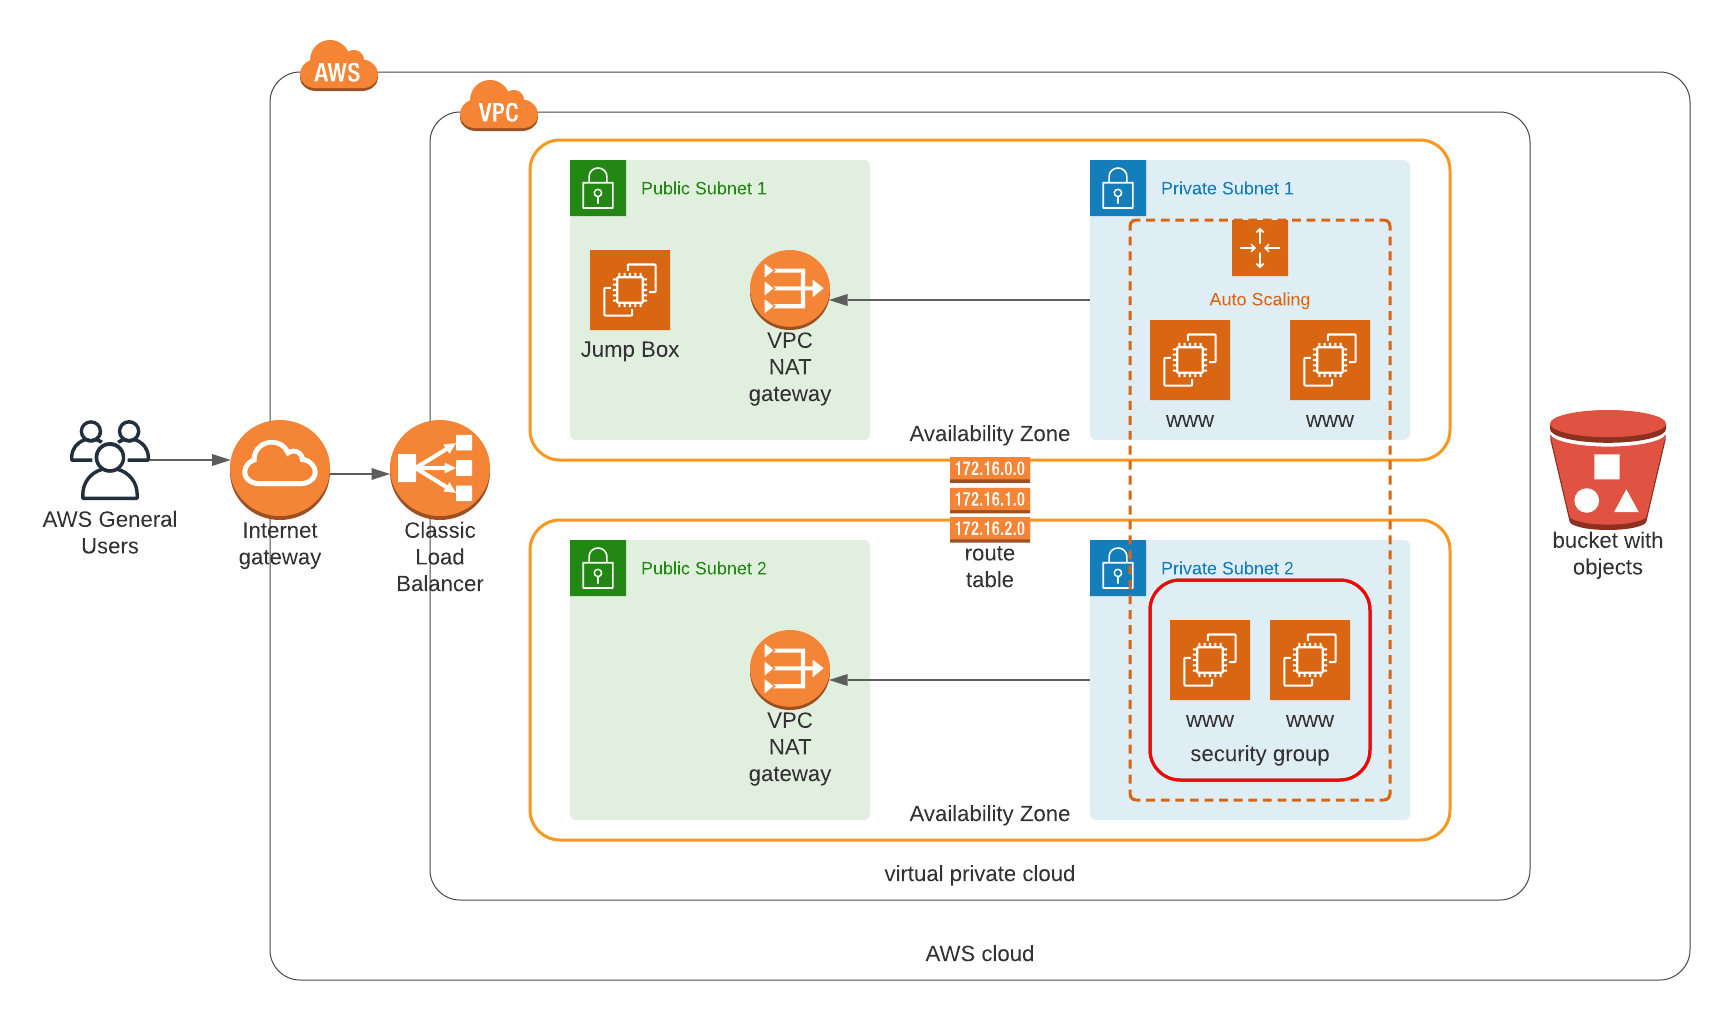 AWS
VPC
Public Subnet 1
Private Subnet 1
Auto Scaling
Jump Box
VPC
NAT
gateway
www
www
Availability Zone
172.16.0.0
172.16.1.0
172.16.2.0
route
table
AWS General
Users
Internet
gateway
Classic
Load
Balancer
bucket with
objects
Public Subnet 2
Private Subnet 2
VPC
NAT
gateway
www
www
security group
Availability Zone
virtual private cloud
AWS cloud